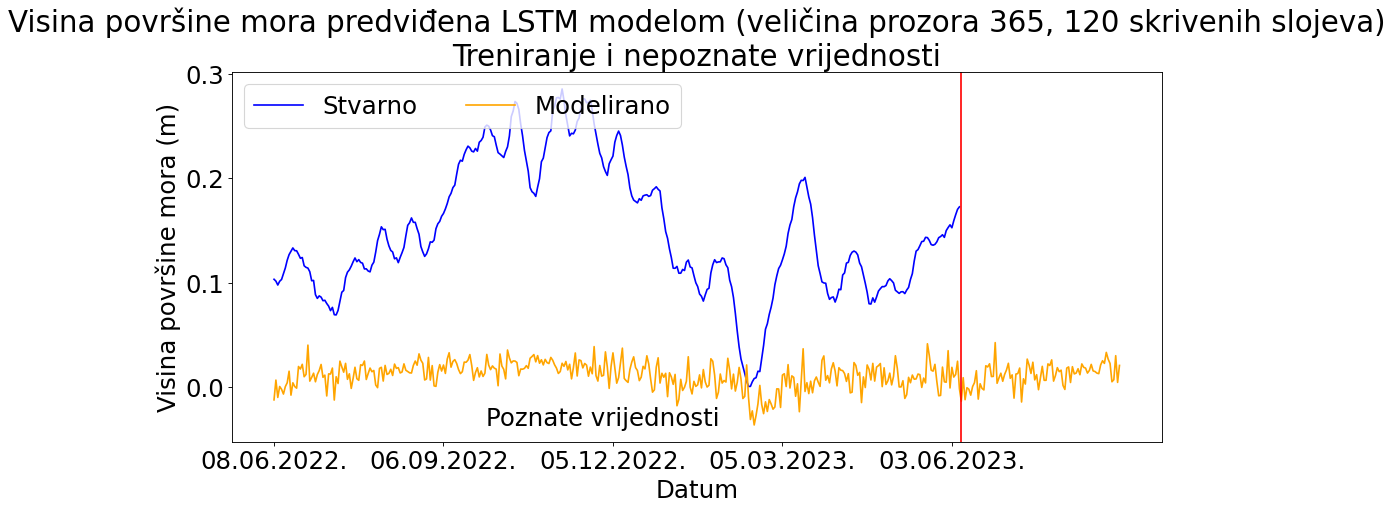 Visina površine mora predviđena LSTM modelom (veličina prozora 365, 120 skrivenih slojeva)
Treniranje i nepoznate vrijednosti
Stvarno Modelirano
Visina površine mora (m)
0.3
0.2
0.1
0.0
Poznate vrijednosti
08.06.2022. 06.09.2022. 05.12.2022. 05.03.2023. 03.06.2023.
Datum